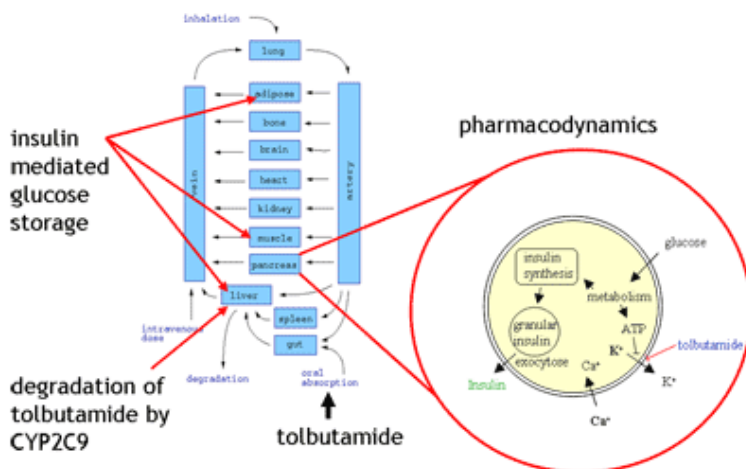 inhalation
lung
adipose
bone
brain
heart
kidney
muscle
pancreas
liver
spleen
gut
vein
artery
intravenous
dose
degradation
oral
absorption
insulin
mediated
glucose
storage
degradation of
tolbutamide by
CYP2C9
tolbutamide
pharmacodynamics
glucose
insulin
synthesis
metabolism
ATP
granular
insulin
K⁺
tolbutamide
exocytose
Ca⁺
Insulin
K⁺
Ca⁺